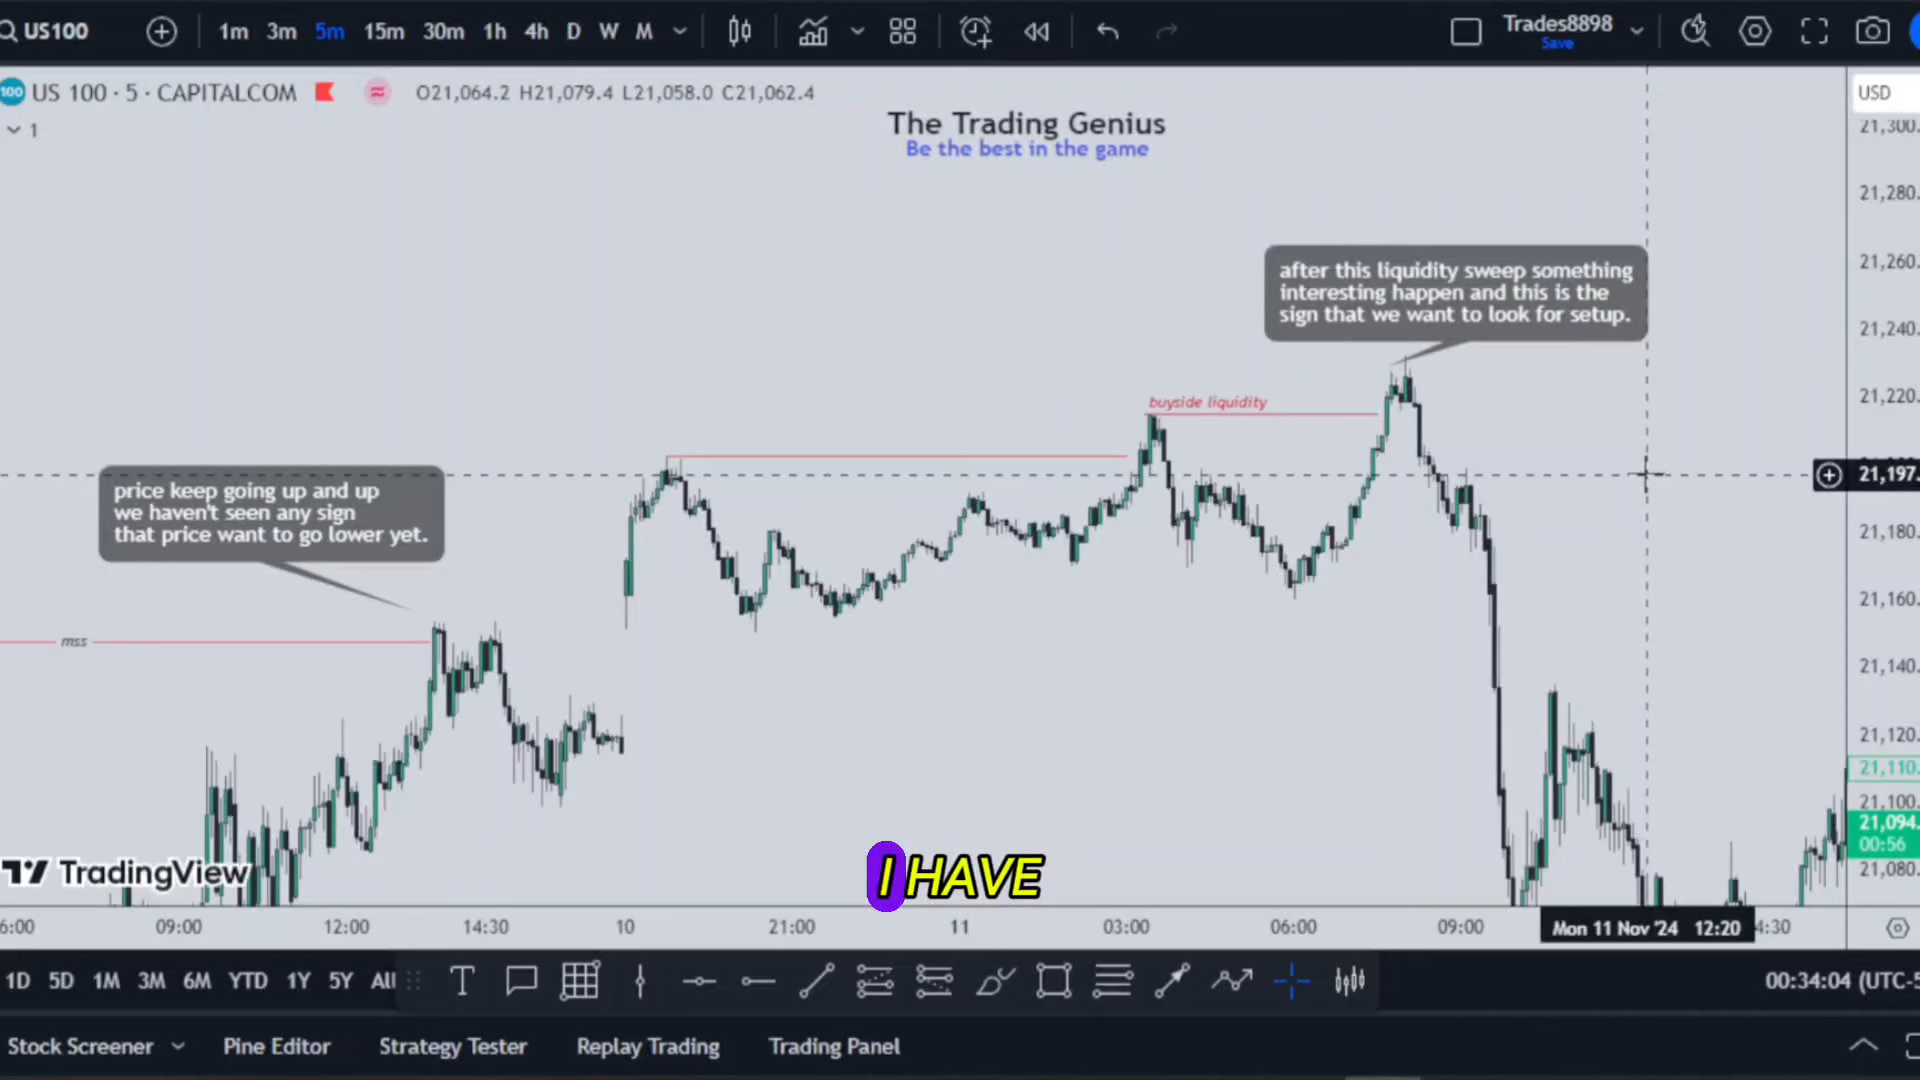 US100 1m 3m 5m 15m 30m 1h 4h D W M Trades8898
Save
100 US 100 · 5 · CAPITALCOM O21,064.2 H21,079.4 L21,058.0 C21,062.4 USD
1
The Trading Genius
Be the best in the game
21,300.
21,280.
21,260.
21,240.
21,220.
21,197.
21,180.
21,160.
21,140.
21,120.
21,110.
21,100.
21,094.
00:56
21,080.
after this liquidity sweep something
interesting happen and this is the
sign that we want to look for setup.
buyside liquidity
price keep going up and up
we haven't seen any sign
that price want to go lower yet.
mss
TradingView
I HAVE
6:00 09:00 12:00 14:30 10 21:00 11 03:00 06:00 09:00 Mon 11 Nov '24 12:20 4:30
1D 5D 1M 3M 6M YTD 1Y 5Y All 00:34:04 (UTC-5
Stock Screener Pine Editor Strategy Tester Replay Trading Trading Panel